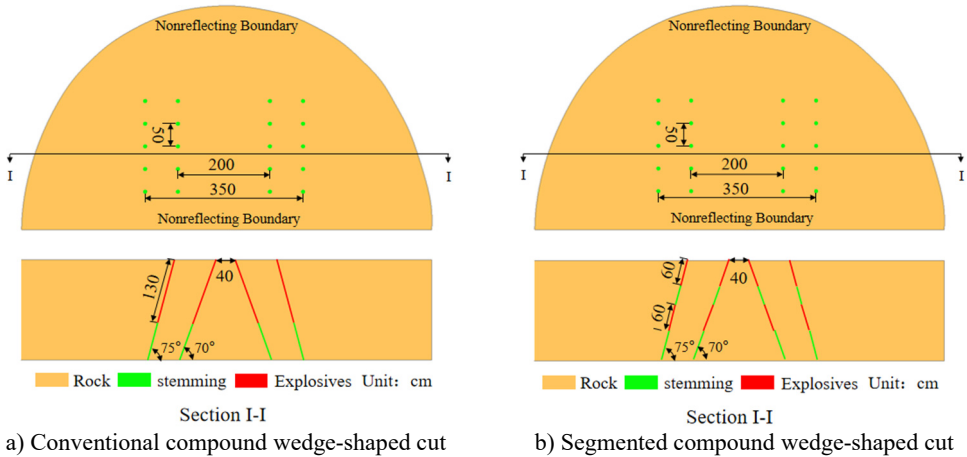 Nonreflecting Boundary
50
200
350
I I
Nonreflecting Boundary
130
40
75° 70°
Rock stemming Explosives Unit: cm
Section I-I
a) Conventional compound wedge-shaped cut
Nonreflecting Boundary
50
200
350
I I
Nonreflecting Boundary
60
60
40
75° 70°
Rock stemming Explosives Unit: cm
Section I-I
b) Segmented compound wedge-shaped cut